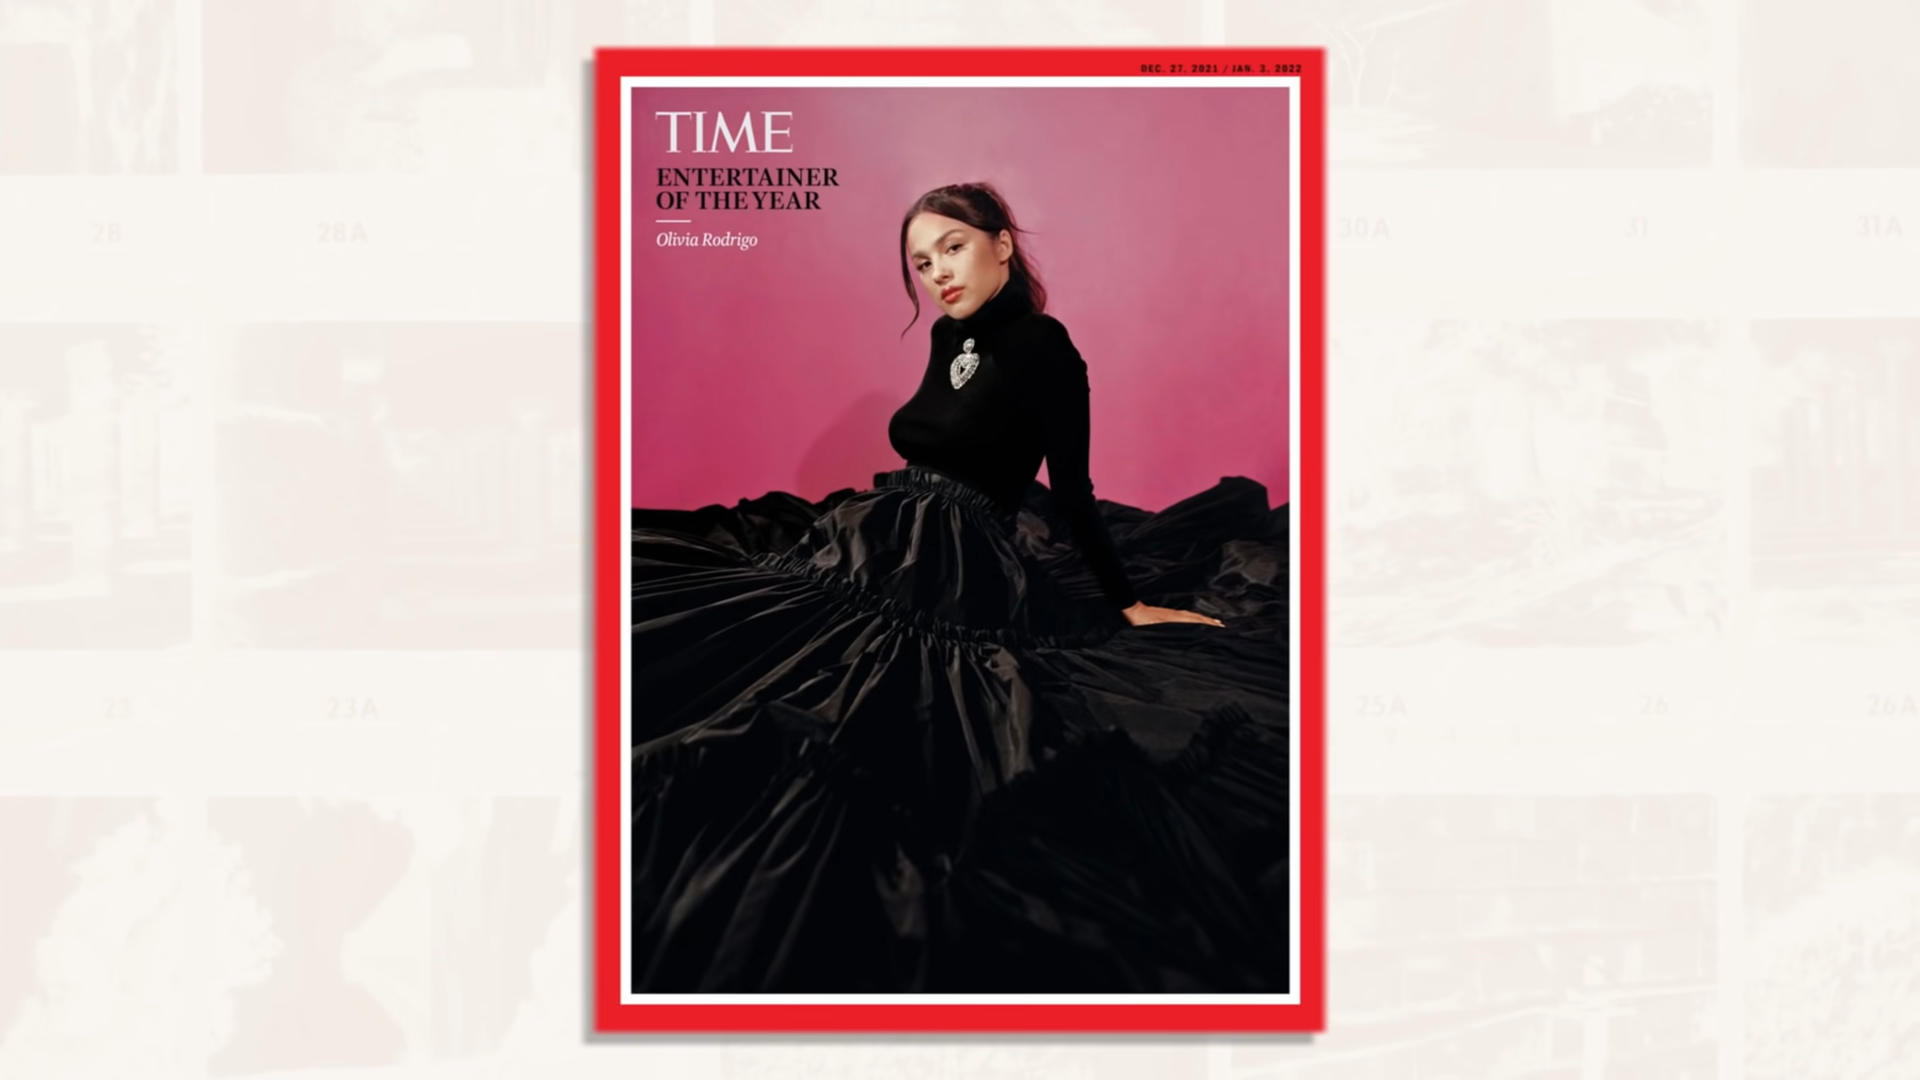 DEC. 27, 2021 / JAN. 3, 2022
TIME
ENTERTAINER
OF THE YEAR
Olivia Rodrigo
28
28A
30A
31
31A
23
23A
25A
26
26A